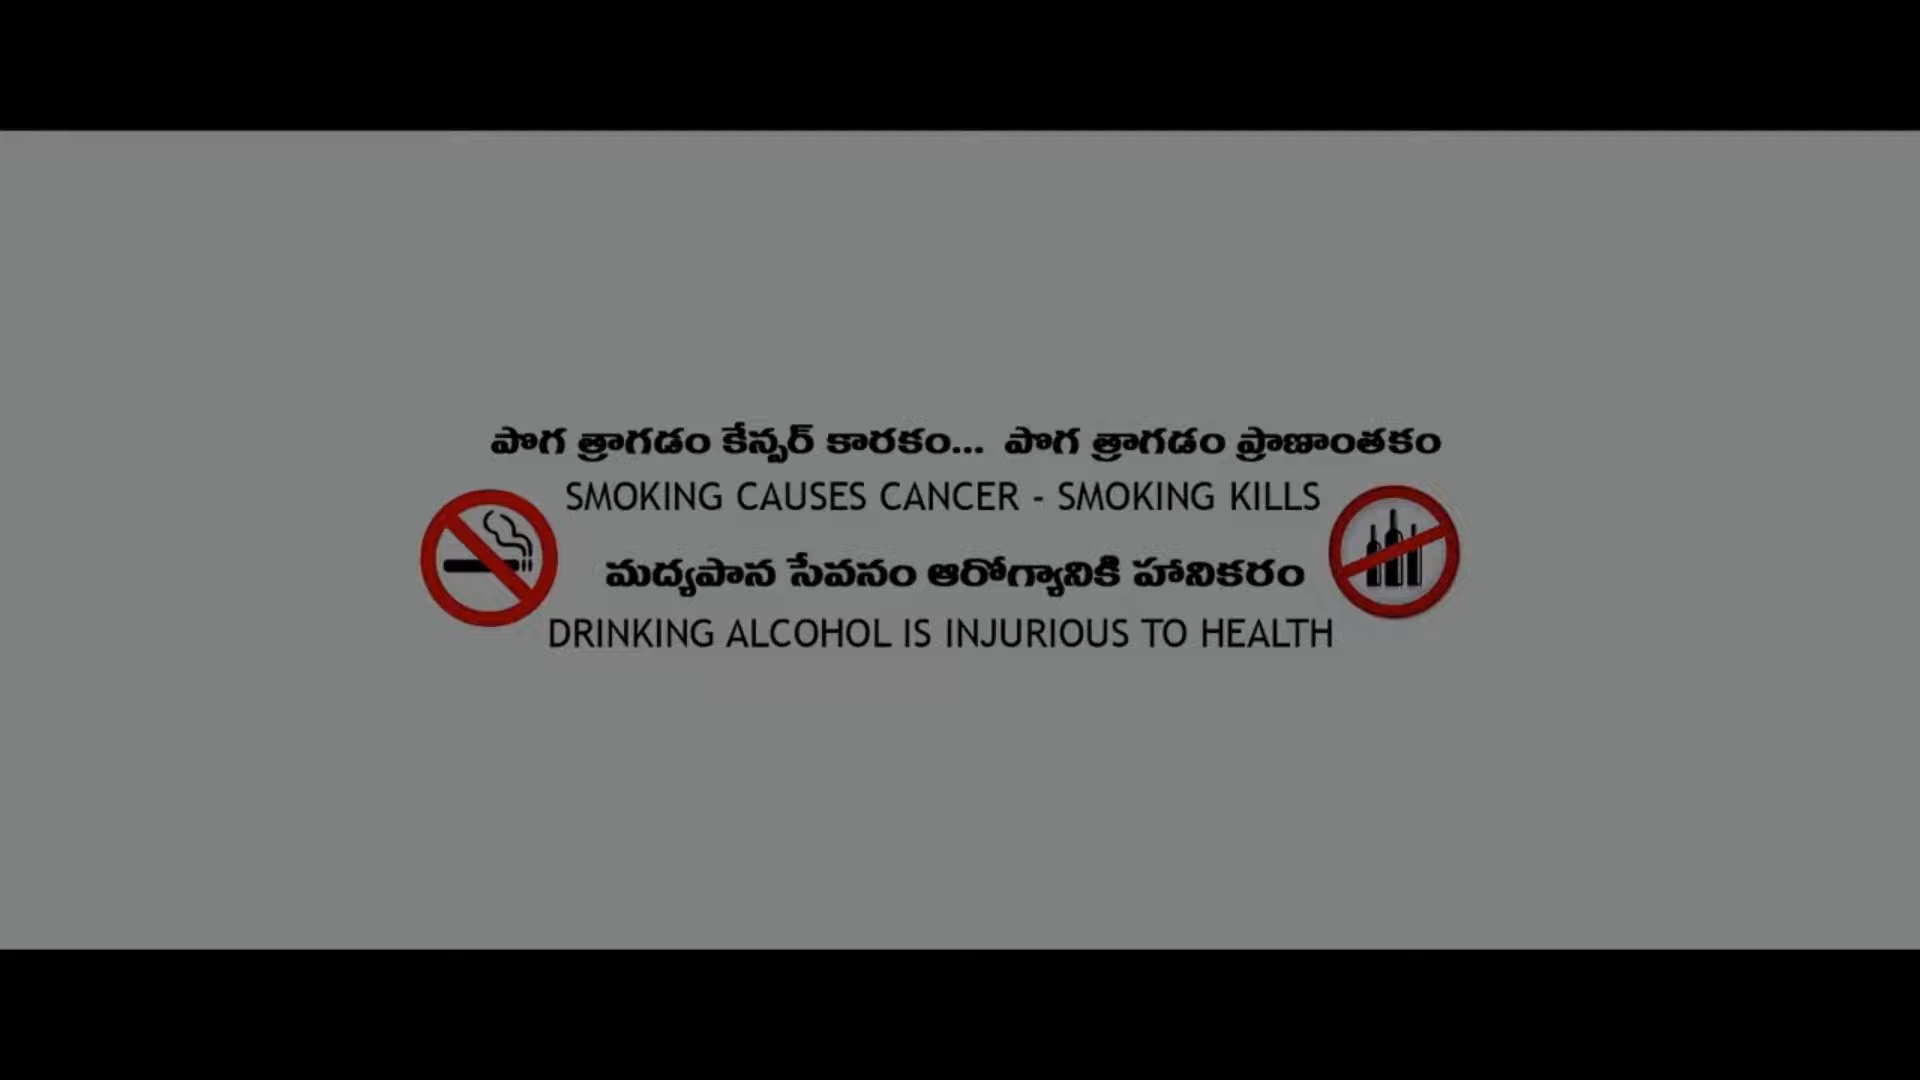 పొగ త్రాగడం కేన్సర్ కారకం... పొగ త్రాగడం ప్రాణాంతకం
SMOKING CAUSES CANCER - SMOKING KILLS
మద్యపాన సేవనం ఆరోగ్యానికి హానికరం
DRINKING ALCOHOL IS INJURIOUS TO HEALTH